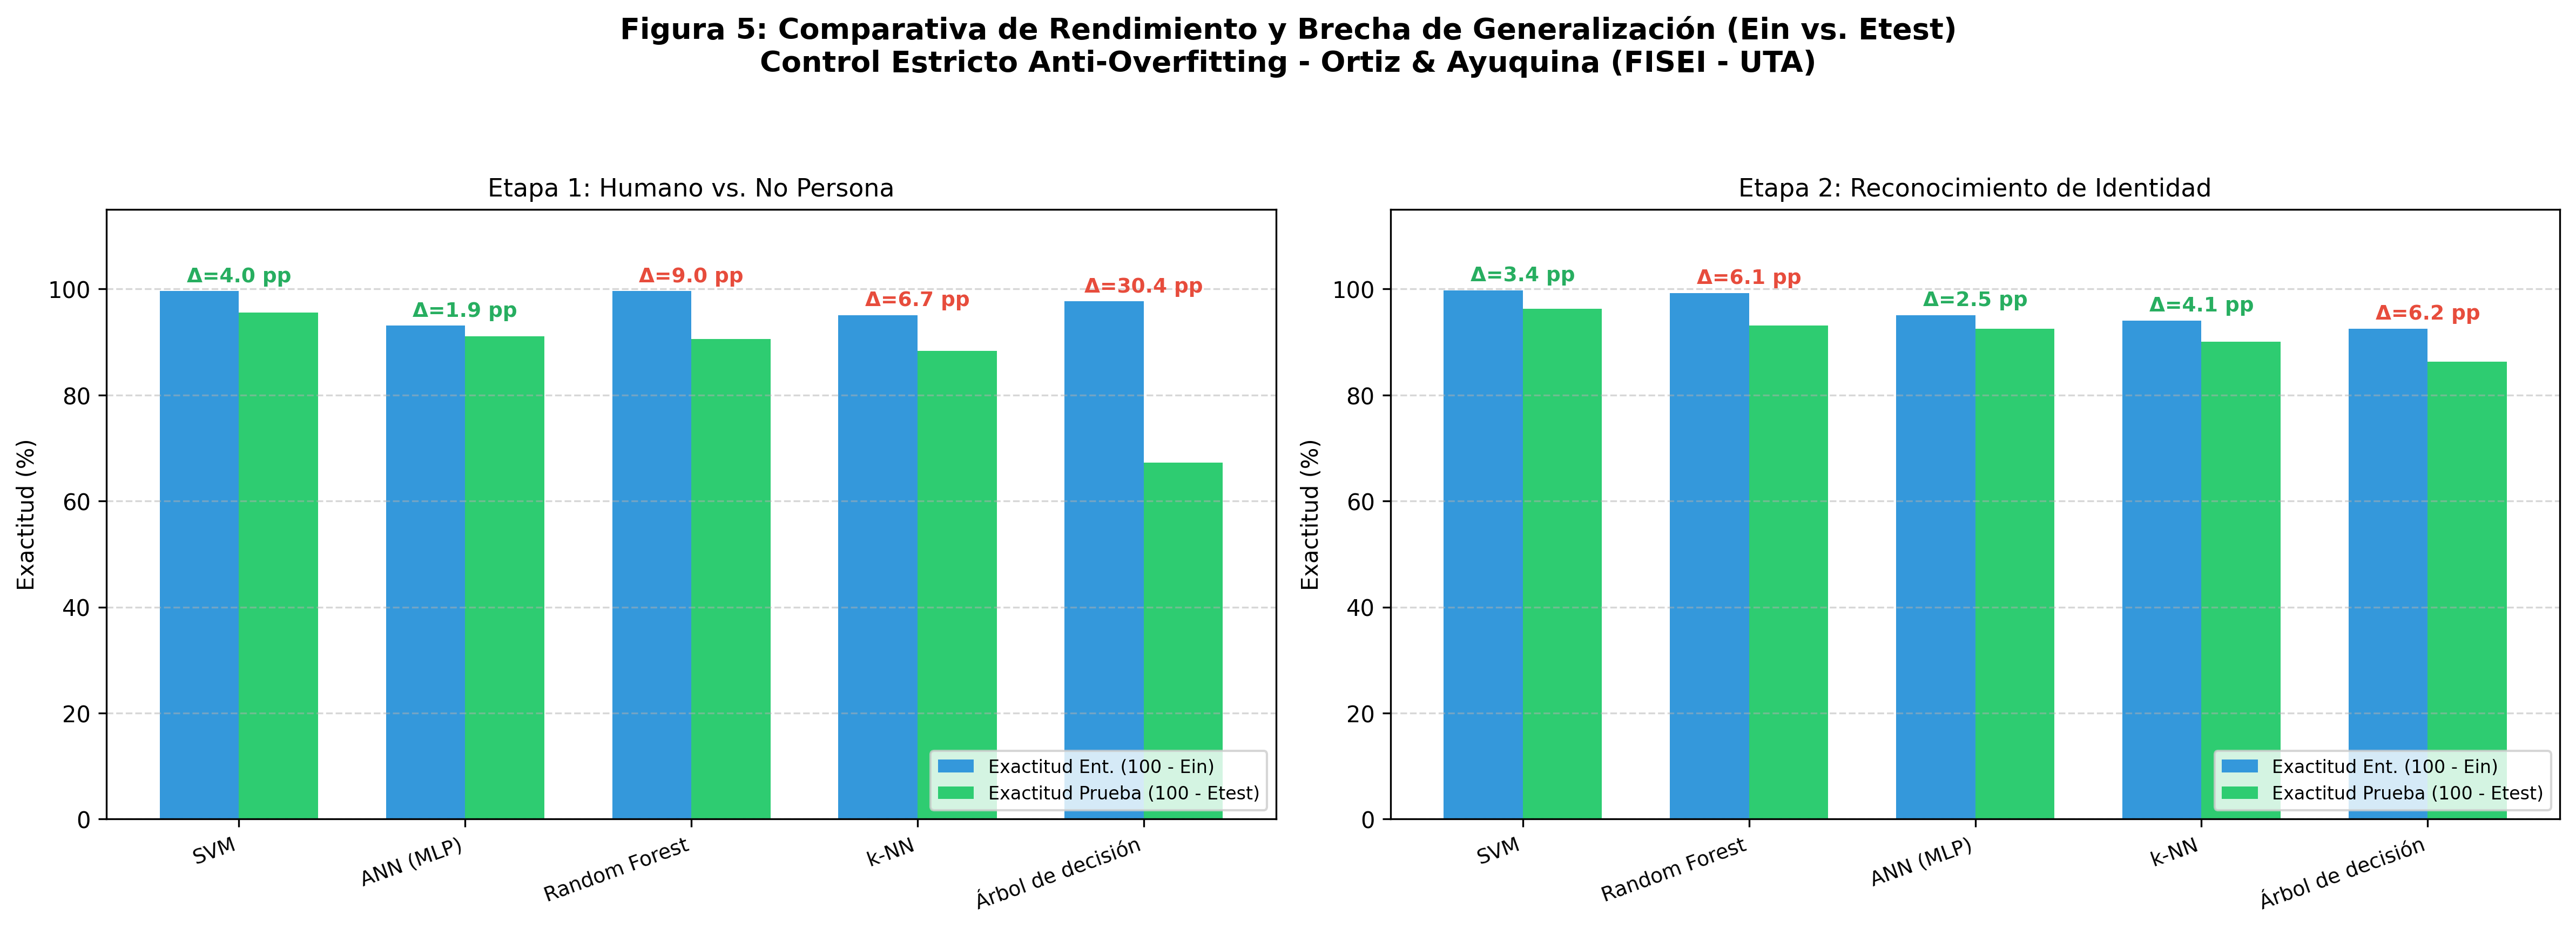 Figura 5: Comparativa de Rendimiento y Brecha de Generalización (Ein vs. Etest)
Control Estricto Anti-Overfitting - Ortiz & Ayuquina (FISEI - UTA)
Etapa 1: Humano vs. No Persona
Exactitud (%)
100
80
60
40
20
0
Δ=4.0 pp
Δ=1.9 pp
Δ=9.0 pp
Δ=6.7 pp
Δ=30.4 pp
Exactitud Ent. (100 - Ein)
Exactitud Prueba (100 - Etest)
SVM
ANN (MLP)
Random Forest
k-NN
Árbol de decisión
Etapa 2: Reconocimiento de Identidad
Exactitud (%)
100
80
60
40
20
0
Δ=3.4 pp
Δ=6.1 pp
Δ=2.5 pp
Δ=4.1 pp
Δ=6.2 pp
Exactitud Ent. (100 - Ein)
Exactitud Prueba (100 - Etest)
SVM
Random Forest
ANN (MLP)
k-NN
Árbol de decisión